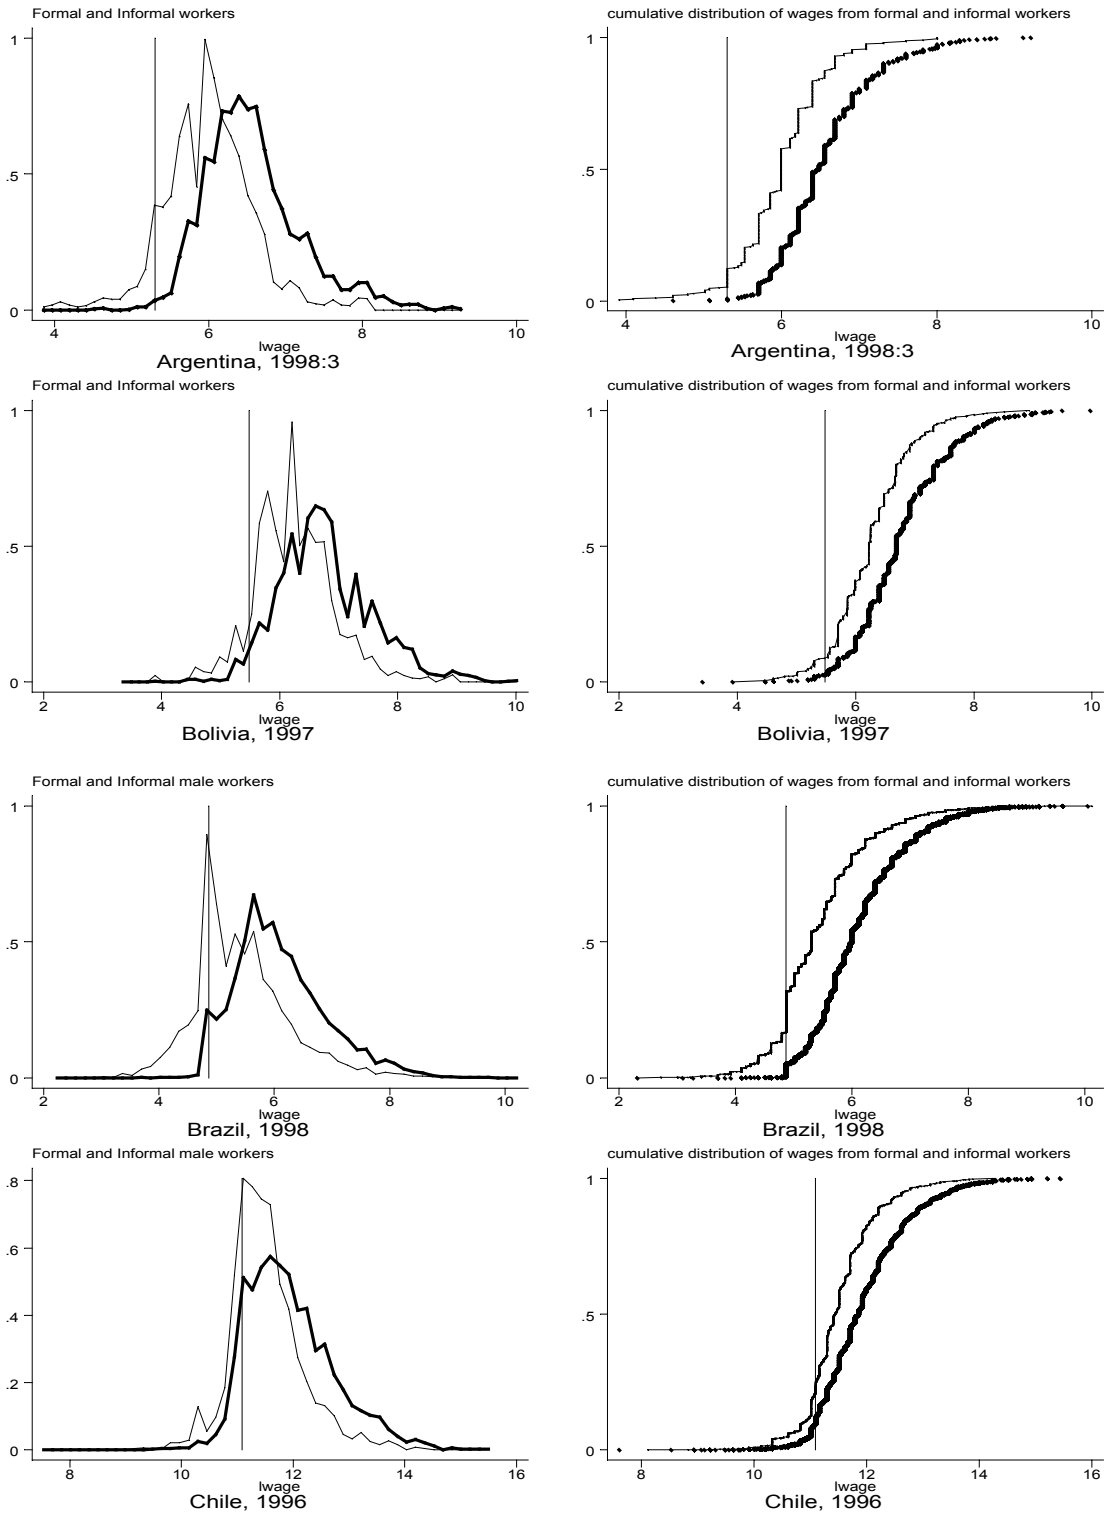 Formal and Informal workers
1
.5
0
4 6 8 10
lwage
Argentina, 1998:3
cumulative distribution of wages from formal and informal workers
1
.5
0
4 6 8 10
lwage
Argentina, 1998:3
Formal and Informal workers
1
.5
0
2 4 6 8 10
lwage
Bolivia, 1997
cumulative distribution of wages from formal and informal workers
1
.5
0
2 4 6 8 10
lwage
Bolivia, 1997
Formal and Informal male workers
1
.5
0
2 4 6 8 10
lwage
Brazil, 1998
cumulative distribution of wages from formal and informal workers
1
.5
0
2 4 6 8 10
lwage
Brazil, 1998
Formal and Informal male workers
.8
.6
.4
.2
0
8 10 12 14 16
lwage
Chile, 1996
cumulative distribution of wages from formal and informal workers
1
.5
0
8 10 12 14 16
lwage
Chile, 1996